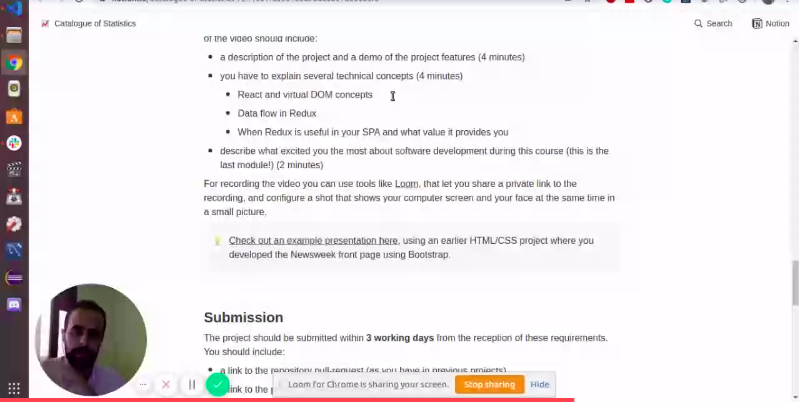 Catalogue of Statistics
Search
Notion
of the video should include:
a description of the project and a demo of the project features (4 minutes)
you have to explain several technical concepts (4 minutes)
React and virtual DOM concepts
Data flow in Redux
When Redux is useful in your SPA and what value it provides you
describe what excited you the most about software development during this course (this is the
last module!) (2 minutes)
For recording the video you can use tools like Loom, that let you share a private link to the
recording, and configure a shot that shows your computer screen and your face at the same time in
a small picture.
Check out an example presentation here, using an earlier HTML/CSS project where you
developed the Newsweek front page using Bootstrap.
Submission
The project should be submitted within 3 working days from the reception of these requirements.
You should include:
a link to the repository pull-request (as you have in previous projects)
link to the
Loom for Chrome is sharing your screen.
Stop sharing
Hide